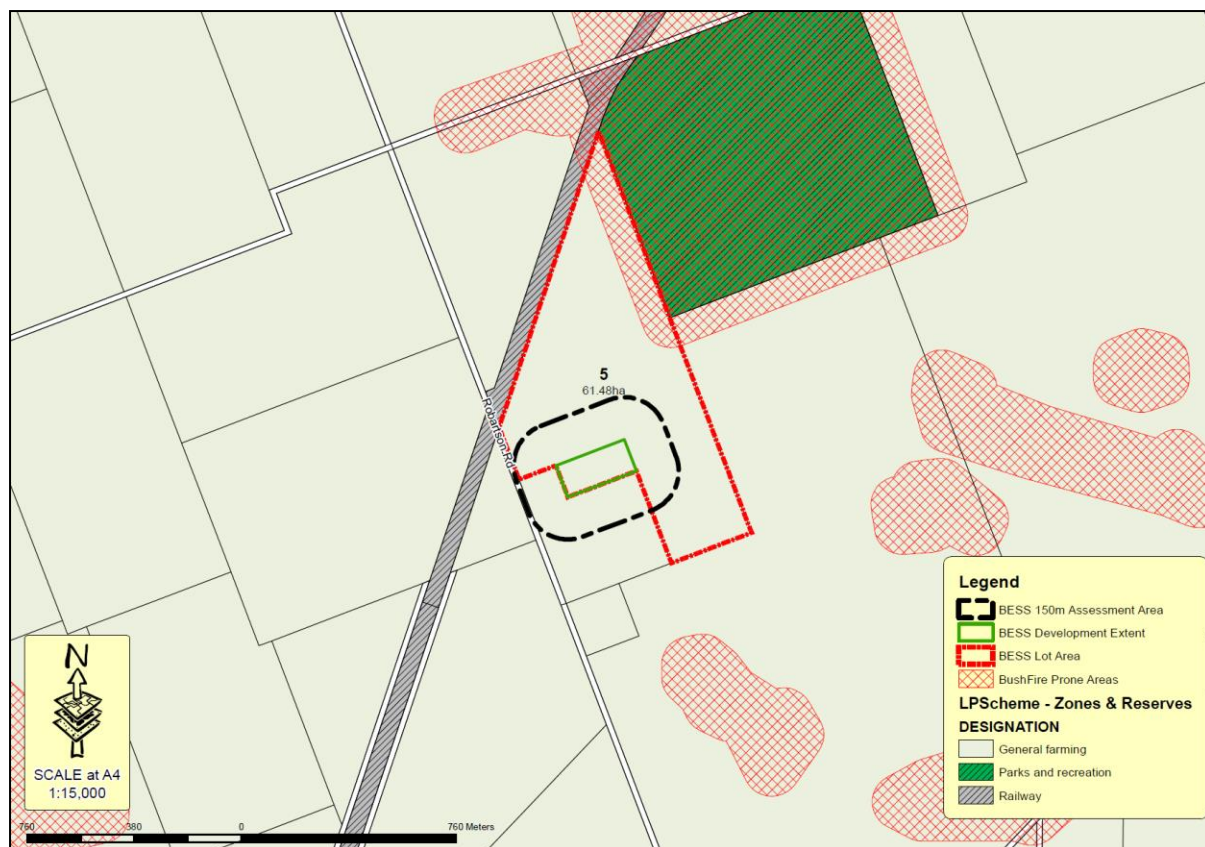 5
61.48ha
Robartson Rd
N
SCALE at A4
1:15,000
760 380 0 760 Meters
Legend
BESS 150m Assessment Area
BESS Development Extent
BESS Lot Area
BushFire Prone Areas
LPScheme - Zones & Reserves
DESIGNATION
General farming
Parks and recreation
Railway